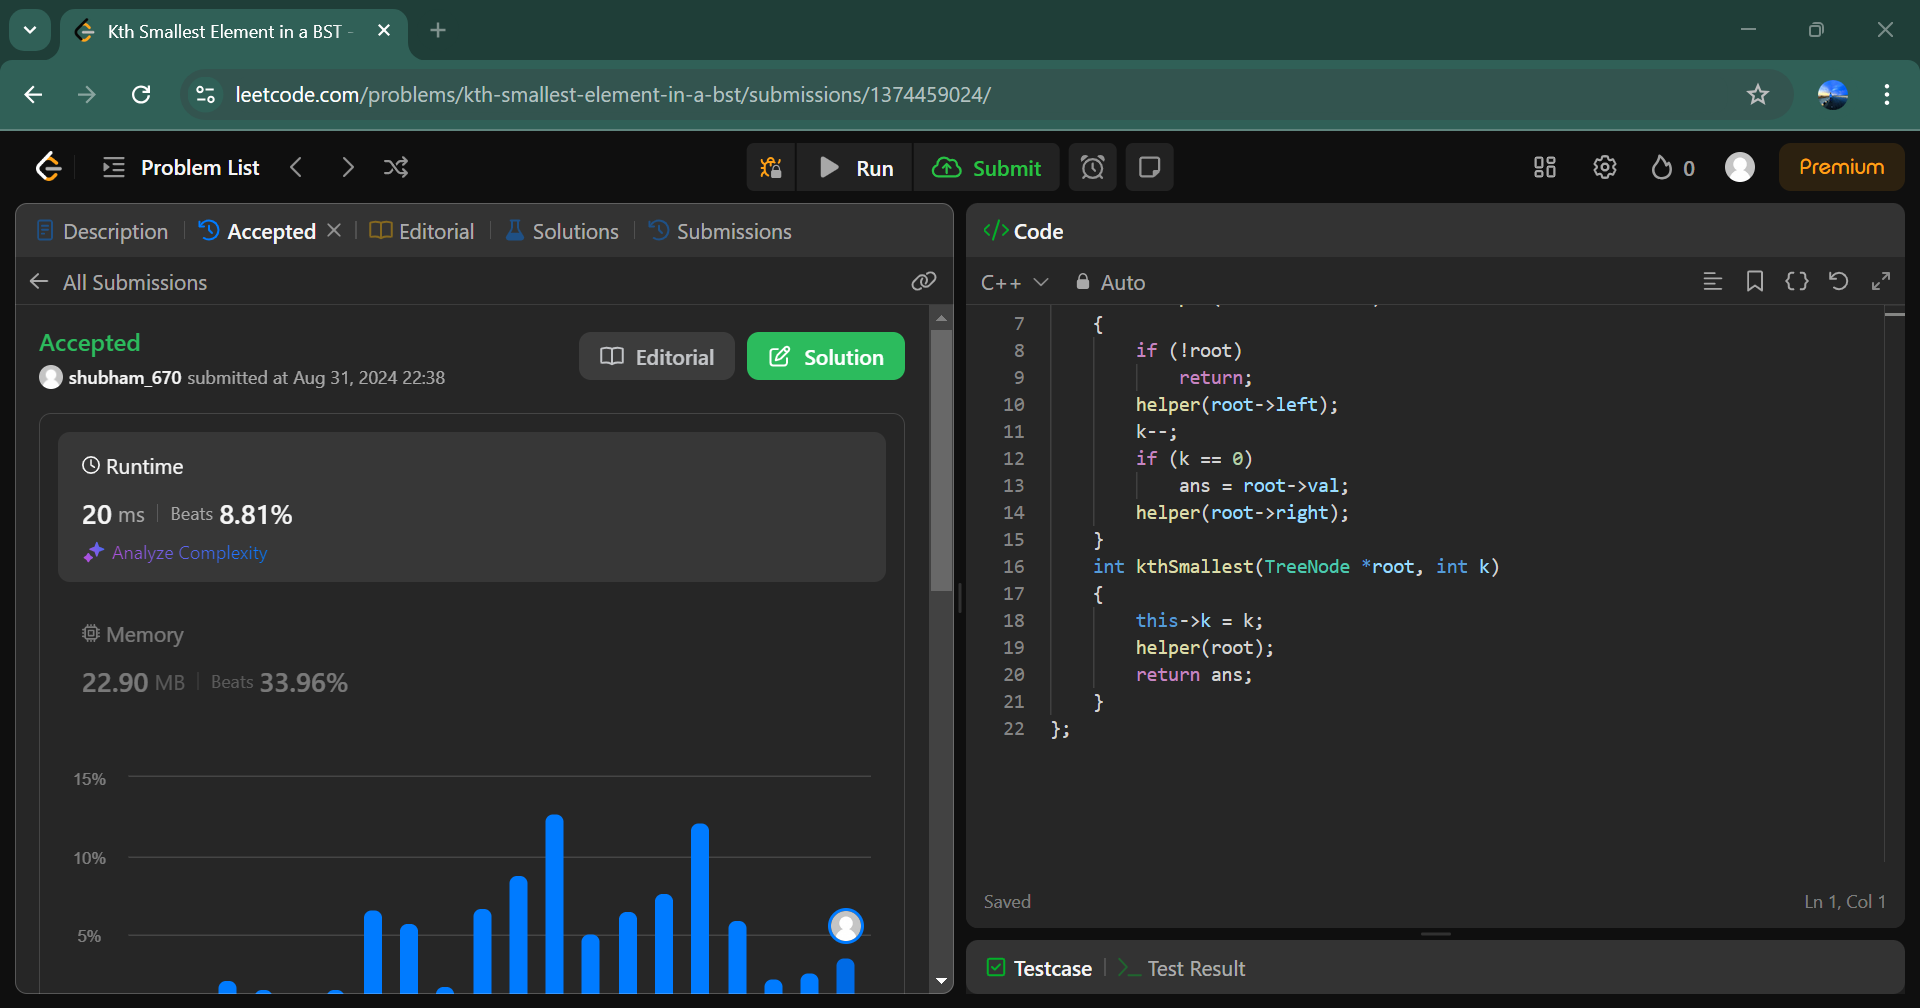 Kth Smallest Element in a BST -
leetcode.com/problems/kth-smallest-element-in-a-bst/submissions/1374459024/
Problem List
Run
Submit
0
Premium
Description
Accepted
Editorial
Solutions
Submissions
All Submissions
Accepted
shubham_670 submitted at Aug 31, 2024 22:38
Editorial
Solution
Runtime
20 ms
Beats 8.81%
Analyze Complexity
Memory
22.90 MB
Beats 33.96%
15%
10%
5%
</> Code
C++
Auto
7 {
8 if (!root)
9 return;
10 helper(root->left);
11 k--;
12 if (k == 0)
13 ans = root->val;
14 helper(root->right);
15 }
16 int kthSmallest(TreeNode *root, int k)
17 {
18 this->k = k;
19 helper(root);
20 return ans;
21 }
22 };
Saved
Ln 1, Col 1
Testcase
Test Result